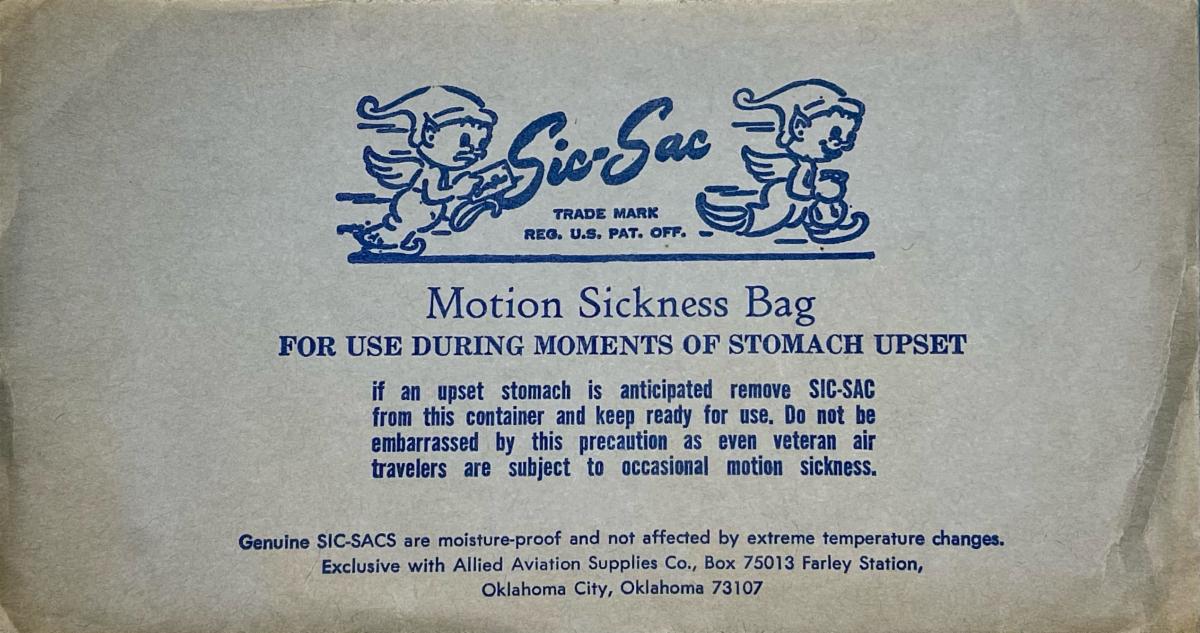 Sic-Sac
TRADE MARK
REG. U.S. PAT. OFF.
Motion Sickness Bag
FOR USE DURING MOMENTS OF STOMACH UPSET
if an upset stomach is anticipated remove SIC-SAC
from this container and keep ready for use. Do not be
embarrassed by this precaution as even veteran air
travelers are subject to occasional motion sickness.
Genuine SIC-SACS are moisture-proof and not affected by extreme temperature changes.
Exclusive with Allied Aviation Supplies Co., Box 75013 Farley Station,
Oklahoma City, Oklahoma 73107